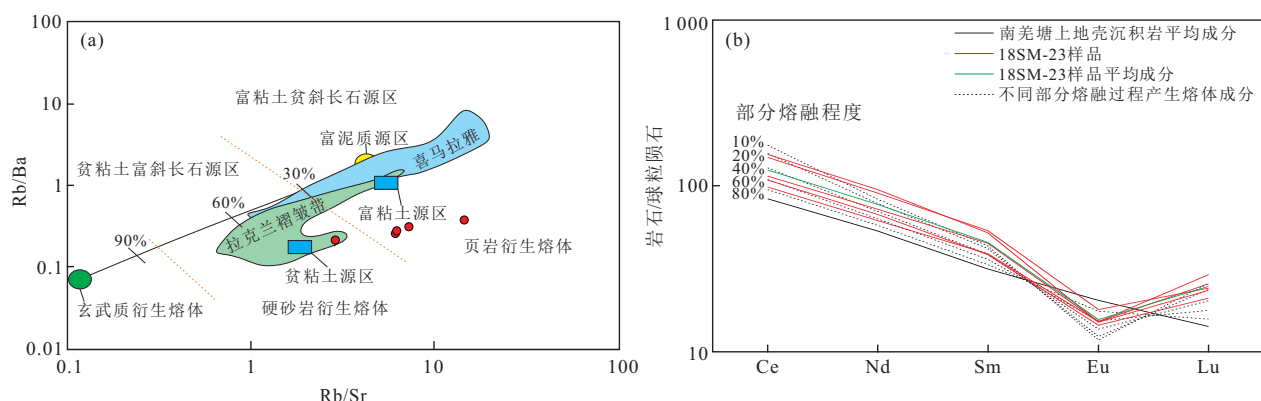 (a)
100
10
1
0.1
0.01
Rb/Ba
富粘土贫斜长石源区
富泥质源区
喜马拉雅
贫粘土富斜长石源区
30%
60%
拉克兰褶皱带
富粘土源区
页岩衍生熔体
90%
贫粘土源区
玄武质衍生熔体
硬砂岩衍生熔体
0.1
1
10
100
Rb/Sr
(b)
1 000
100
10
岩石/球粒陨石
南羌塘上地壳沉积岩平均成分
18SM-23样品
18SM-23样品平均成分
不同部分熔融过程产生熔体成分
部分熔融程度
10%
20%
40%
60%
80%
Ce
Nd
Sm
Eu
Lu